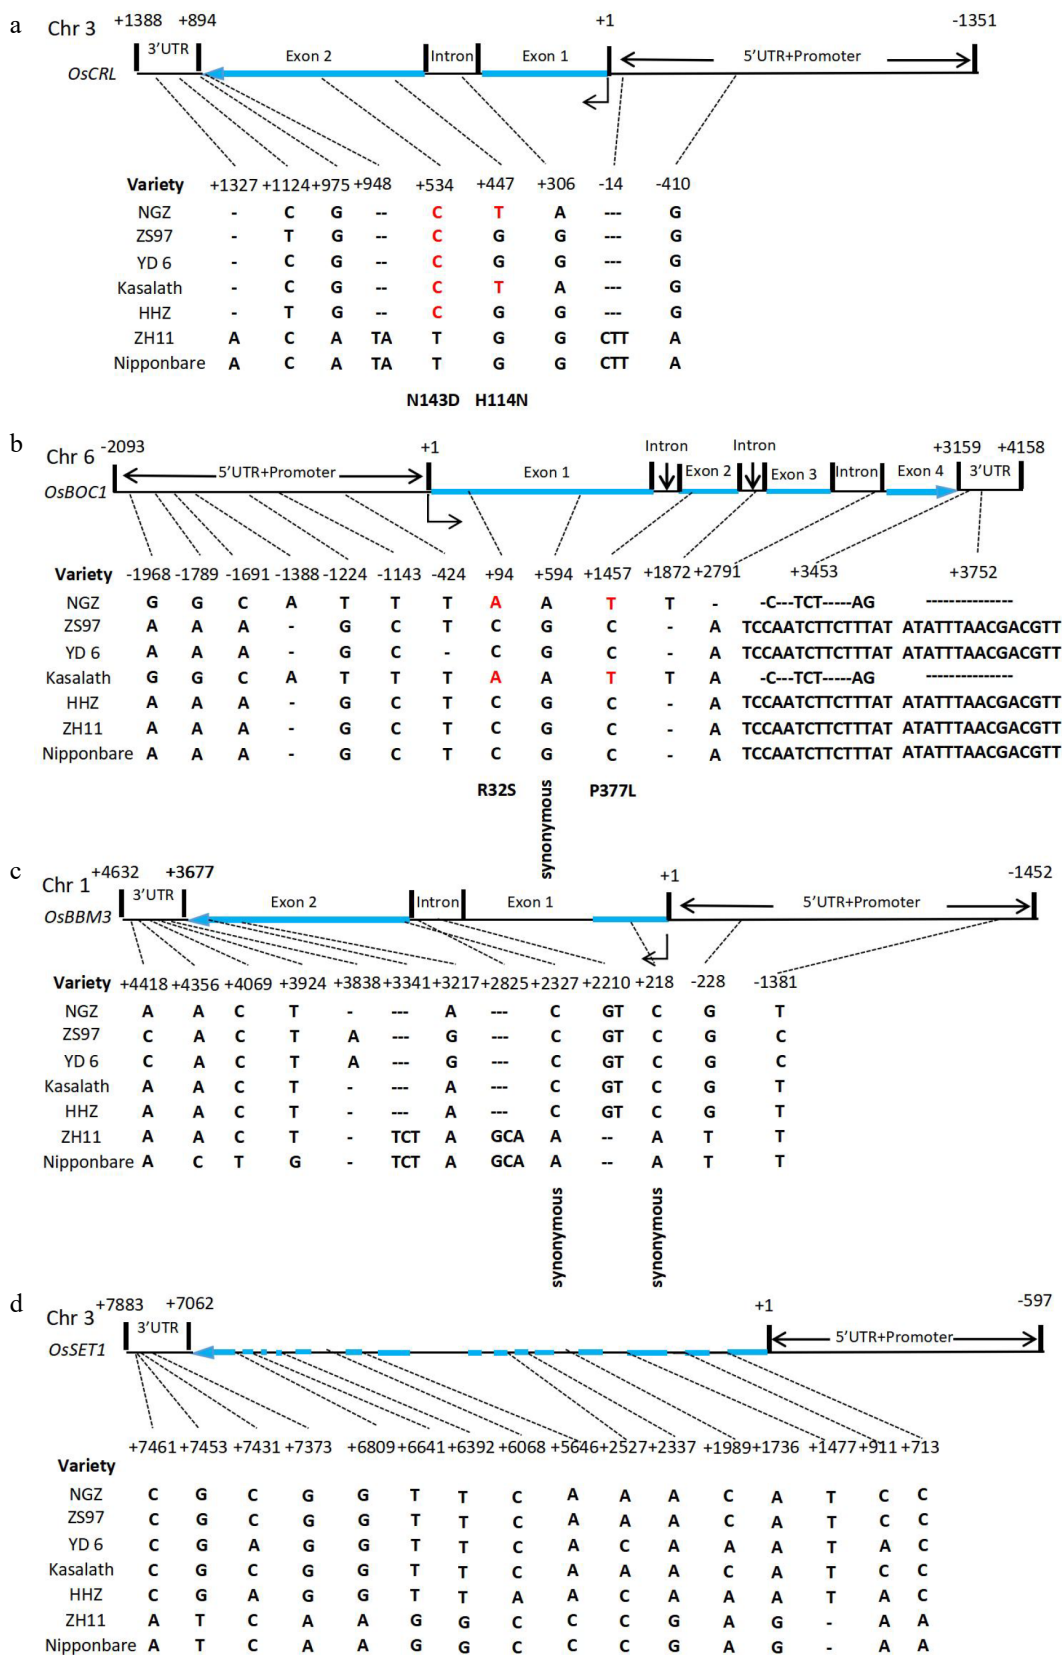 a
Chr 3 +1388 +894 +1 -1351
3'UTR Exon 2 Intron Exon 1 5'UTR+Promoter
OsCRL
Variety +1327 +1124 +975 +948 +534 +447 +306 -14 -410
NGZ - C G -- C T A --- G
ZS97 - T G -- C G G --- G
YD 6 - C G -- C G G --- G
Kasalath - C G -- C T A --- G
HHZ - T G -- C G G --- G
ZH11 A C A TA T G G CTT A
Nipponbare A C A TA T G G CTT A
N143D H114N
b
Chr 6 -2093 +1 Intron Intron +3159 +4158
5'UTR+Promoter Exon 1 Exon 2 Exon 3 Intron Exon 4 3'UTR
OsBOC1
Variety -1968 -1789 -1691 -1388 -1224 -1143 -424 +94 +594 +1457 +1872 +2791 +3453 +3752
NGZ G G C A T T T A A T T - -C---TCT-----AG ---------------
ZS97 A A A - G C T C G C - A TCCAATCTTCTTTAT ATATTTAACGACGTT
YD 6 A A A - G C - C G C - A TCCAATCTTCTTTAT ATATTTAACGACGTT
Kasalath G G C A T T T A A T T A -C---TCT-----AG ---------------
HHZ A A A - G C T C G C - A TCCAATCTTCTTTAT ATATTTAACGACGTT
ZH11 A A A - G C T C G C - A TCCAATCTTCTTTAT ATATTTAACGACGTT
Nipponbare A A A - G C T C G C - A TCCAATCTTCTTTAT ATATTTAACGACGTT
R32S synonymous P377L
c
Chr 1 +4632 +3677 +1 -1452
3'UTR Exon 2 Intron Exon 1 5'UTR+Promoter
OsBBM3
Variety +4418 +4356 +4069 +3924 +3838 +3341 +3217 +2825 +2327 +2210 +218 -228 -1381
NGZ A A C T - --- A --- C GT C G T
ZS97 C A C T A --- G --- C GT C G C
YD 6 C A C T A --- G --- C GT C G C
Kasalath A A C T - --- A --- C GT C G T
HHZ A A C T - --- A --- C GT C G T
ZH11 A A C T - TCT A GCA A -- A T T
Nipponbare A C T G - TCT A GCA A -- A T T
synonymous synonymous
d
Chr 3 +7883 +7062 +1 -597
3'UTR 5'UTR+Promoter
OsSET1
+7461 +7453 +7431 +7373 +6809 +6641 +6392 +6068 +5646 +2527 +2337 +1989 +1736 +1477 +911 +713
Variety
NGZ C G C G G T T C A A A C A T C C
ZS97 C G C G G T T C A A A C A T C C
YD 6 C G A G G T T C A C A A A T A C
Kasalath C G C G G T T C A A A C A T C C
HHZ C G A G G T T A A C A A A T A C
ZH11 A T C A A G G C C C G A G - A A
Nipponbare A T C A A G G C C C G A G - A A